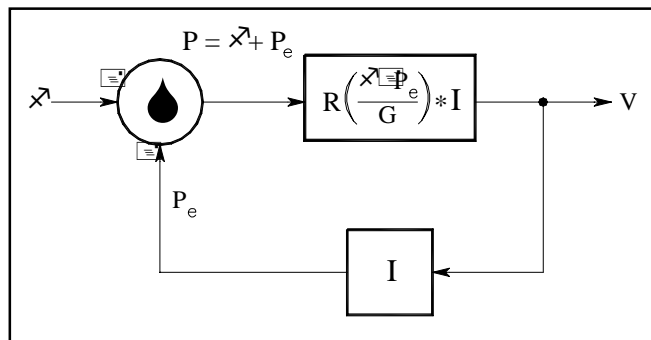 P = ♐+ Pe
♐
R(♐🖃Pe/G)*I
V
Pe
I